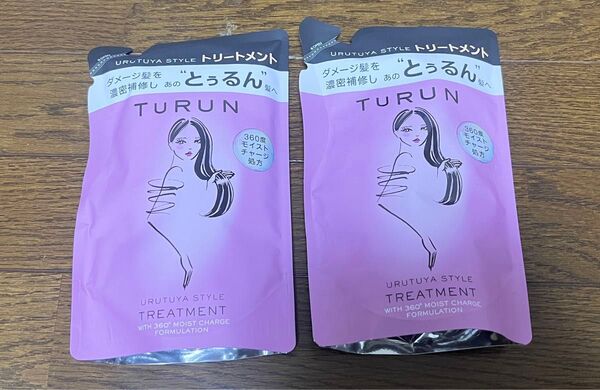 URUTUYA STYLE トリートメント
ダメージ髪を
濃密補修し あの “とぅるん” 髪へ
TURUN
360度
モイスト
チャージ
処方
URUTUYA STYLE
TREATMENT
WITH 360° MOIST CHARGE
FORMULATION
URUTUYA STYLE トリートメント
ダメージ髪を
濃密補修し あの “とぅるん” 髪へ
TURUN
360度
モイスト
チャージ
処方
URUTUYA STYLE
TREATMENT
WITH 360° MOIST CHARGE
FORMULATION